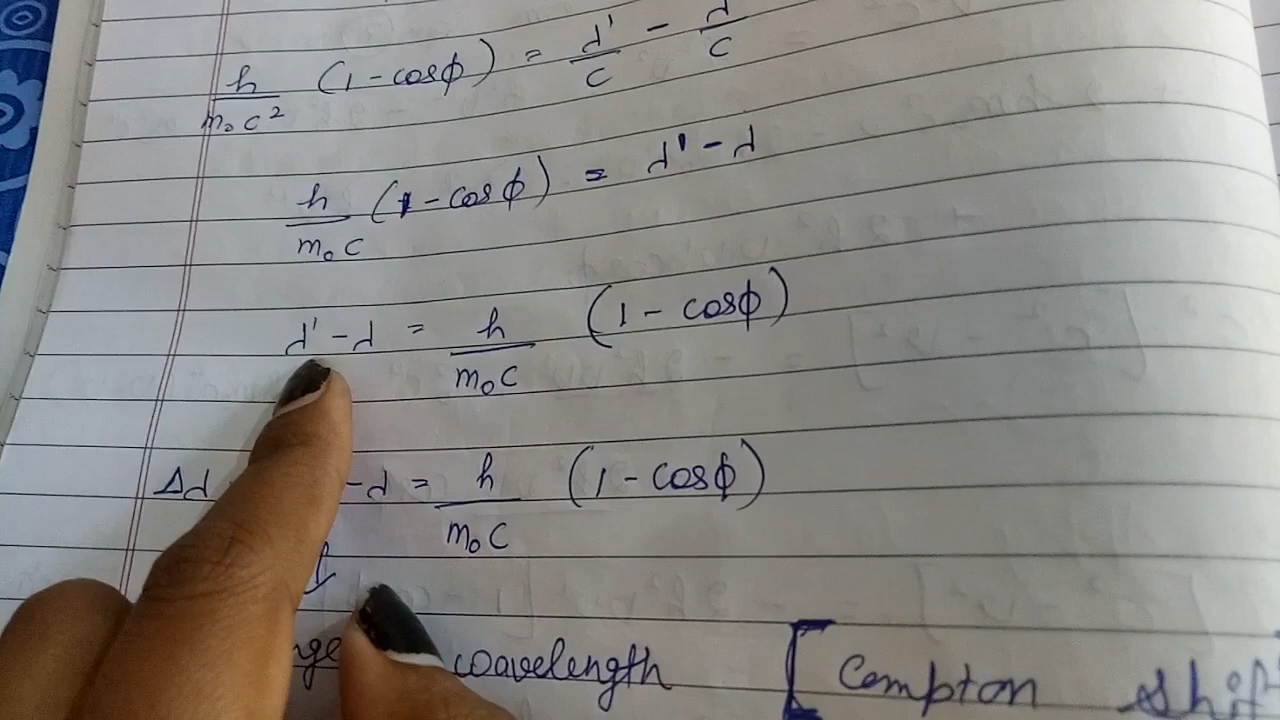 h/(m₀c²) (1 - cosϕ) = λ'/c - λ/c
h/(m₀c) (1 - cosϕ) = λ' - λ
λ' - λ = h/(m₀c) (1 - cosϕ)
Δλ - λ = h/(m₀c) (1 - cosϕ)
wavelength [Compton